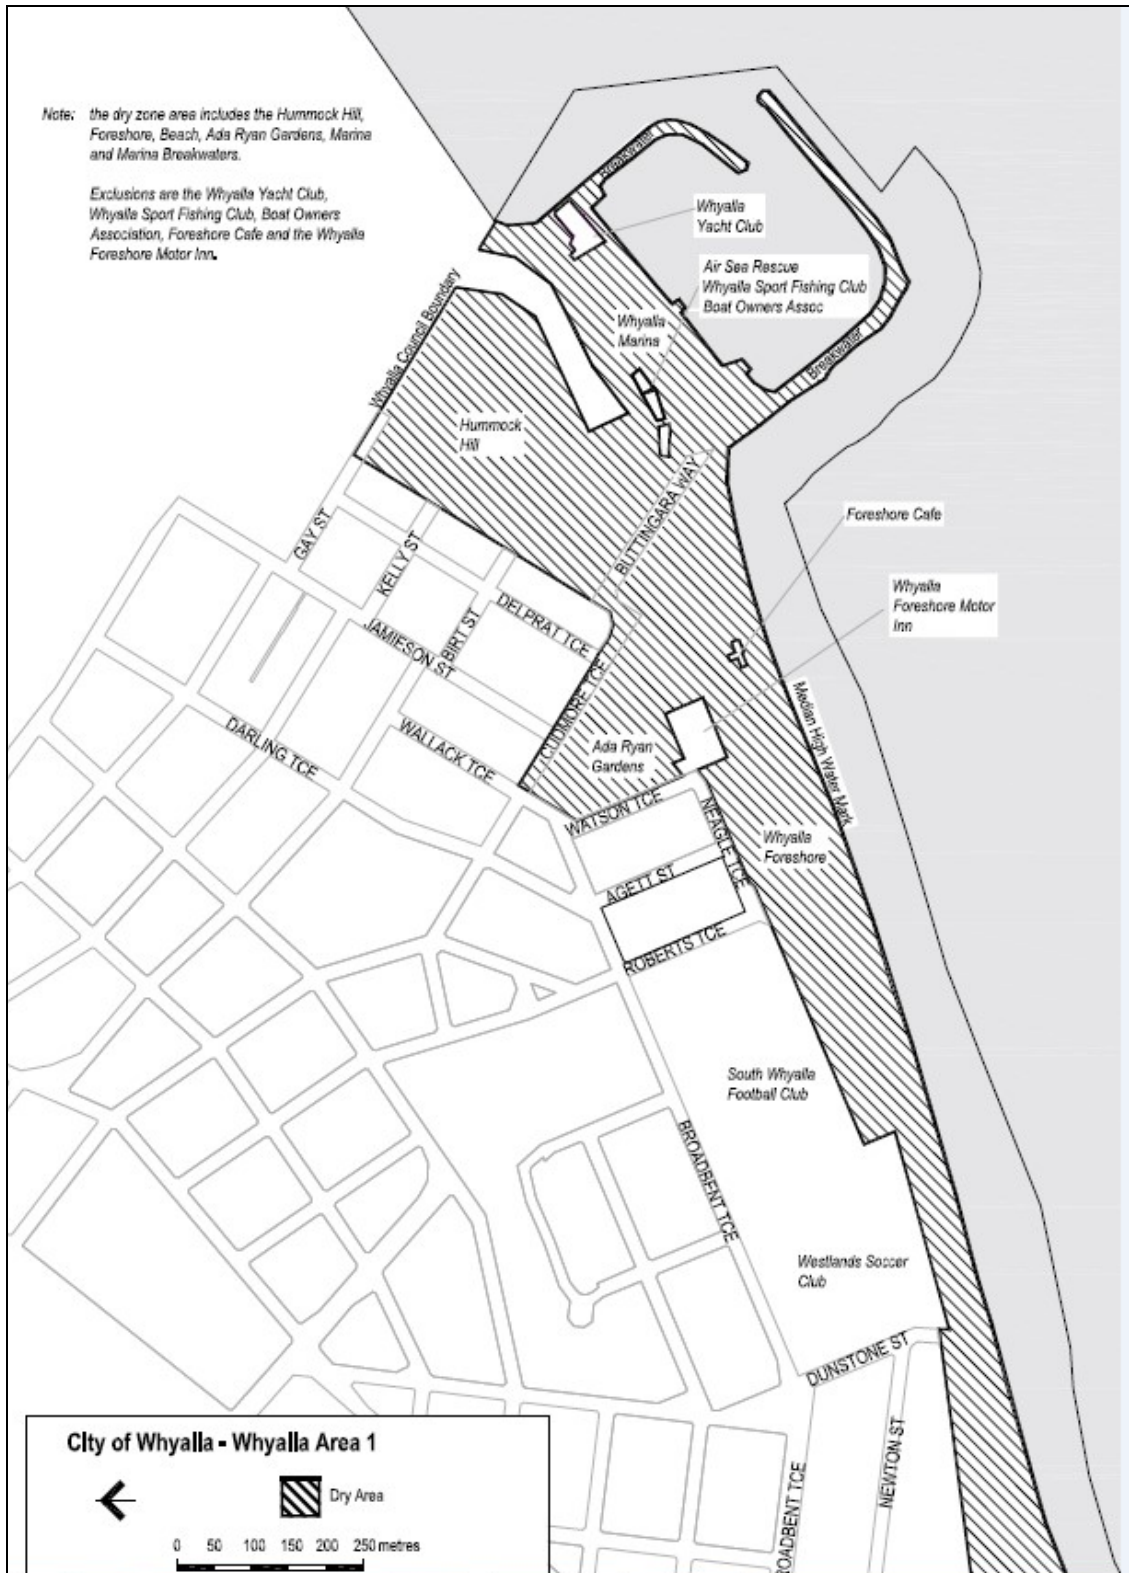 Note: the dry zone area includes the Hummock Hill,
Foreshore, Beach, Ada Ryan Gardens, Marina
and Marina Breakwaters.
Exclusions are the Whyalla Yacht Club,
Whyalla Sport Fishing Club, Boat Owners
Association, Foreshore Cafe and the Whyalla
Foreshore Motor Inn.
Breakwater
Whyalla
Yacht Club
Air Sea Rescue
Whyalla Sport Fishing Club
Boat Owners Assoc
Whyalla
Marina
Breakwater
Whyalla Council Boundary
Hummock
Hill
BUTTINGARA WAY
Foreshore Cafe
Whyalla
Foreshore Motor
Inn
GAY ST
KELLY ST
BIRT ST
DELPRAT TCE
JAMIESON ST
CUDMORE TCE
DARLING TCE
WALLACK TCE
Ada Ryan
Gardens
Median High Water Mark
WATSON TCE
NEAGLE TCE
Whyalla
Foreshore
AGETT ST
ROBERTS TCE
South Whyalla
Football Club
BROADBENT TCE
Westlands Soccer
Club
DUNSTONE ST
NEWTON ST
ROADBENT TCE
City of Whyalla - Whyalla Area 1
Dry Area
0 50 100 150 200 250 metres